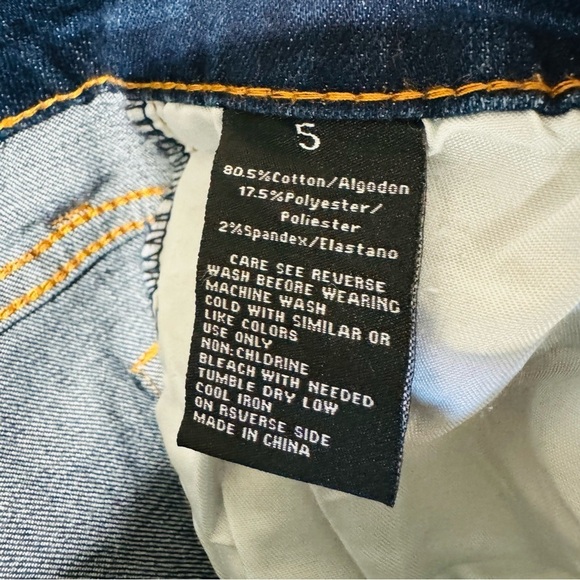 5
80.5%Cotton/Algodon
17.5%Polyester/
Poliester
2%Spandex/Elastano
CARE SEE REVERSE
WASH BEFORE WEARING
MACHINE WASH
COLD WITH SIMILAR OR
LIKE COLORS
USE ONLY
NON:CHLDRINE
BLEACH WITH NEEDED
TUMBLE DRY LOW
COOL IRON
ON RSVERSE SIDE
MADE IN CHINA